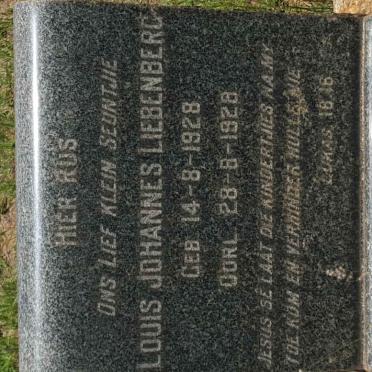 HIER RUS
ONS LIEF KLEIN SEUNTJIE
LOUIS JOHANNES LIEBENBERG
GEB 14-8-1928
OORL. 28-8-1928
JESUS SE LAAT DIE KINDERTJIES NA MY
TOE KOM EN VERHINDER HULLE NIE
LUKAS 18.16